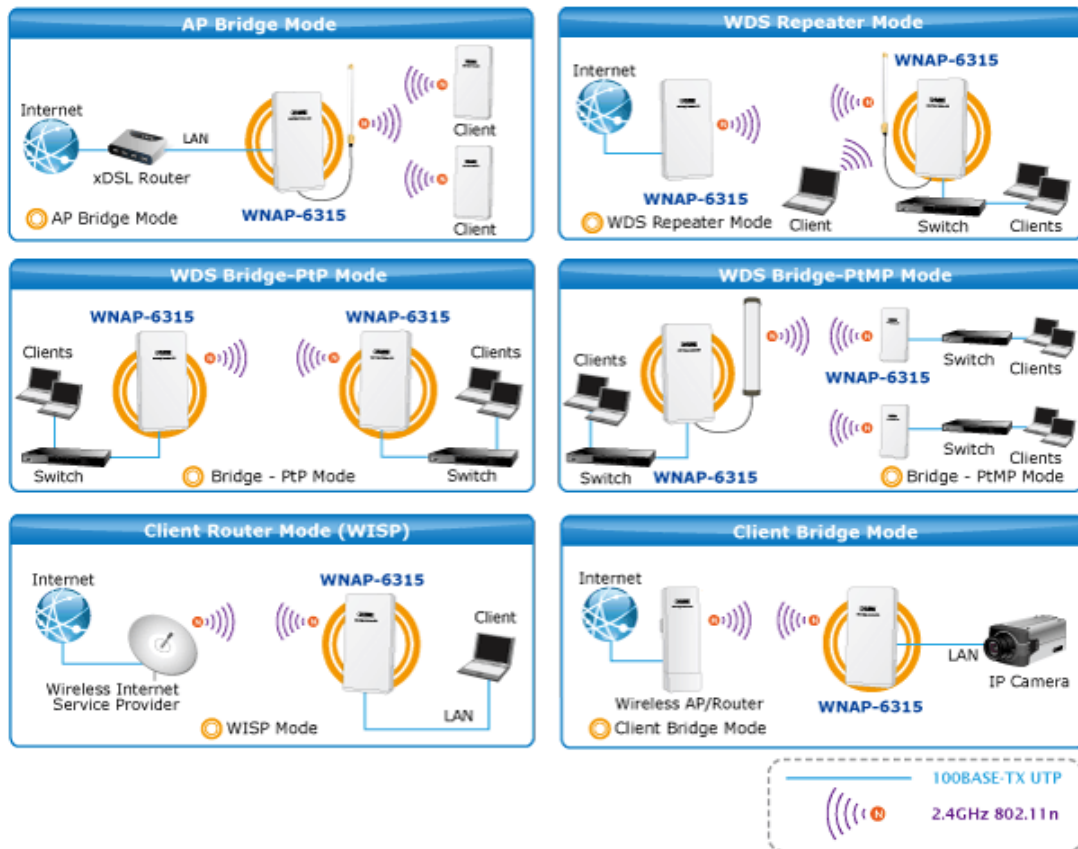 AP Bridge Mode
Internet
LAN
xDSL Router
WNAP-6315
Client
Client
AP Bridge Mode
WDS Repeater Mode
Internet
WNAP-6315
WNAP-6315
WDS Repeater Mode
Client
Switch
Clients
WDS Bridge-PtP Mode
WNAP-6315
WNAP-6315
Clients
Clients
Switch
Switch
Bridge - PtP Mode
WDS Bridge-PtMP Mode
Clients
Switch
WNAP-6315
WNAP-6315
Switch
Clients
Switch
Clients
Bridge - PtMP Mode
Client Router Mode (WISP)
Internet
WNAP-6315
Client
Wireless Internet
Service Provider
LAN
WISP Mode
Client Bridge Mode
Internet
LAN
IP Camera
Wireless AP/Router
WNAP-6315
Client Bridge Mode
100BASE-TX UTP
N
2.4GHz 802.11n